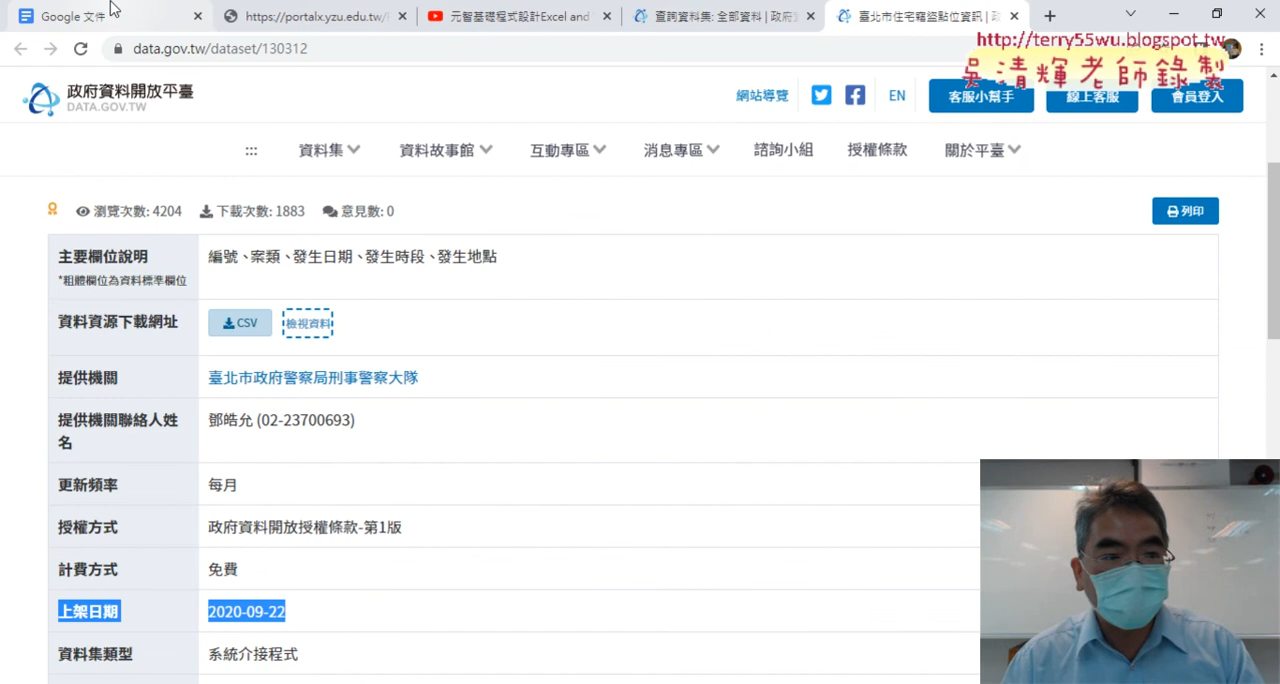 Google 文件
https://portalx.yzu.edu.tw/i
元智基礎程式設計Excel and
查詢資料集: 全部資料 | 政府
臺北市住宅竊盜點位資訊 | 政
data.gov.tw/dataset/130312
http://terry55wu.blogspot.tw
吳清輝老師錄製
政府資料開放平臺
DATA.GOV.TW
網站導覽
EN
客服小幫手
線上客服
會員登入
:::
資料集
資料故事館
互動專區
消息專區
諮詢小組
授權條款
關於平臺
瀏覽次數: 4204
下載次數: 1883
意見數: 0
列印
主要欄位說明
*粗體欄位為資料標準欄位
編號、案類、發生日期、發生時段、發生地點
資料資源下載網址
CSV
檢視資料
提供機關
臺北市政府警察局刑事警察大隊
提供機關聯絡人姓
名
鄧皓允 (02-23700693)
更新頻率
每月
授權方式
政府資料開放授權條款-第1版
計費方式
免費
上架日期
2020-09-22
資料集類型
系統介接程式